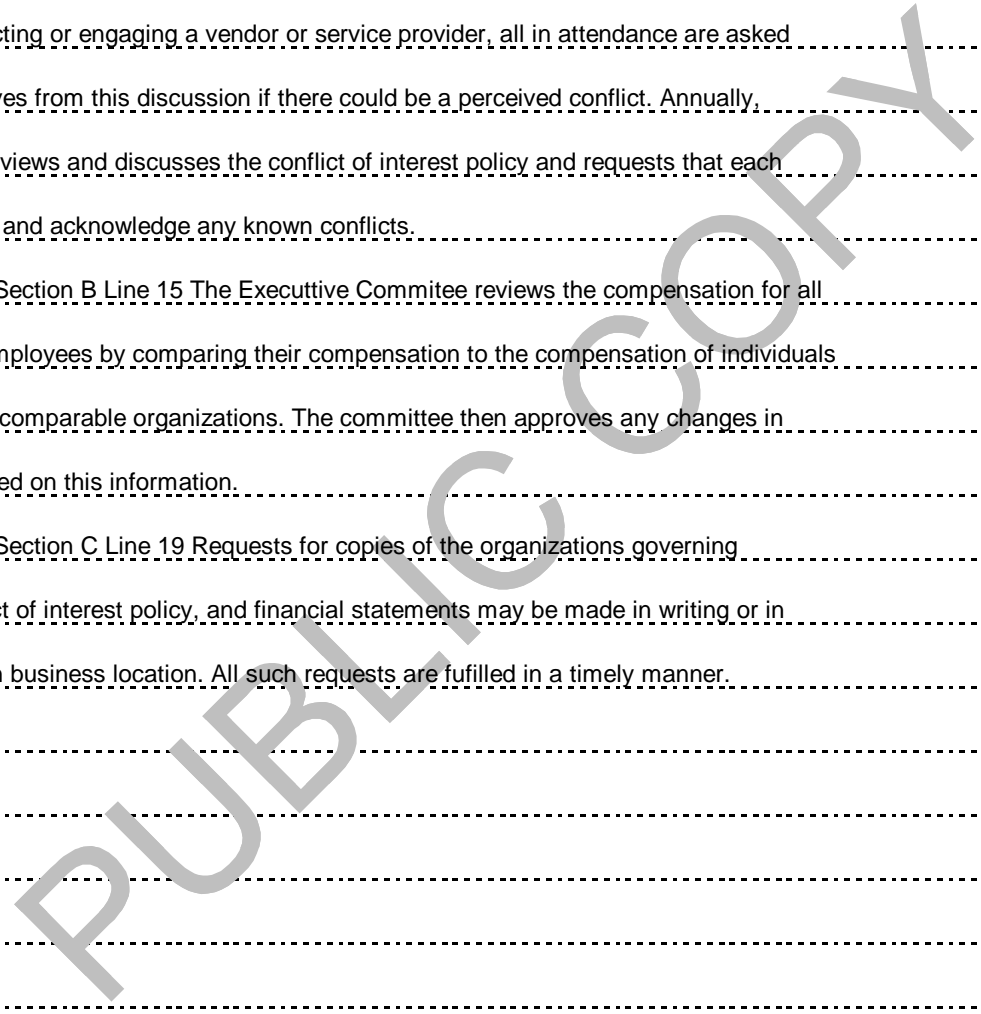 cting or engaging a vendor or service provider, all in attendance are asked
ves from this discussion if there could be a perceived conflict. Annually,
views and discusses the conflict of interest policy and requests that each
and acknowledge any known conflicts.
Section B Line 15 The Executtive Commitee reviews the compensation for all
mployees by comparing their compensation to the compensation of individuals
comparable organizations. The committee then approves any changes in
ed on this information.
Section C Line 19 Requests for copies of the organizations governing
ct of interest policy, and financial statements may be made in writing or in
n business location. All such requests are fufilled in a timely manner.
PUBLIC COPY